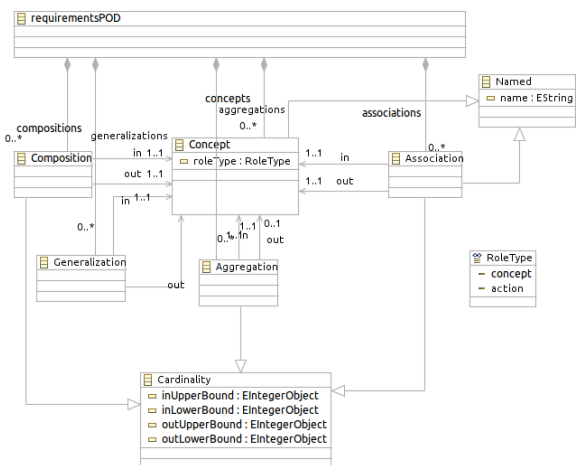 requirementsPOD
Named
name : EString
concepts
aggregations
associations
compositions
generalizations
0..*
0..*
0..*
Composition
in 1..1
Concept
roleType : RoleType
1..1 in
Association
out 1..1
1..1 out
in 1..1
0..*
1..1
0..1
out
0..*
in
Generalization
out
Aggregation
RoleType
concept
action
Cardinality
inUpperBound : EIntegerObject
inLowerBound : EIntegerObject
outUpperBound : EIntegerObject
outLowerBound : EIntegerObject